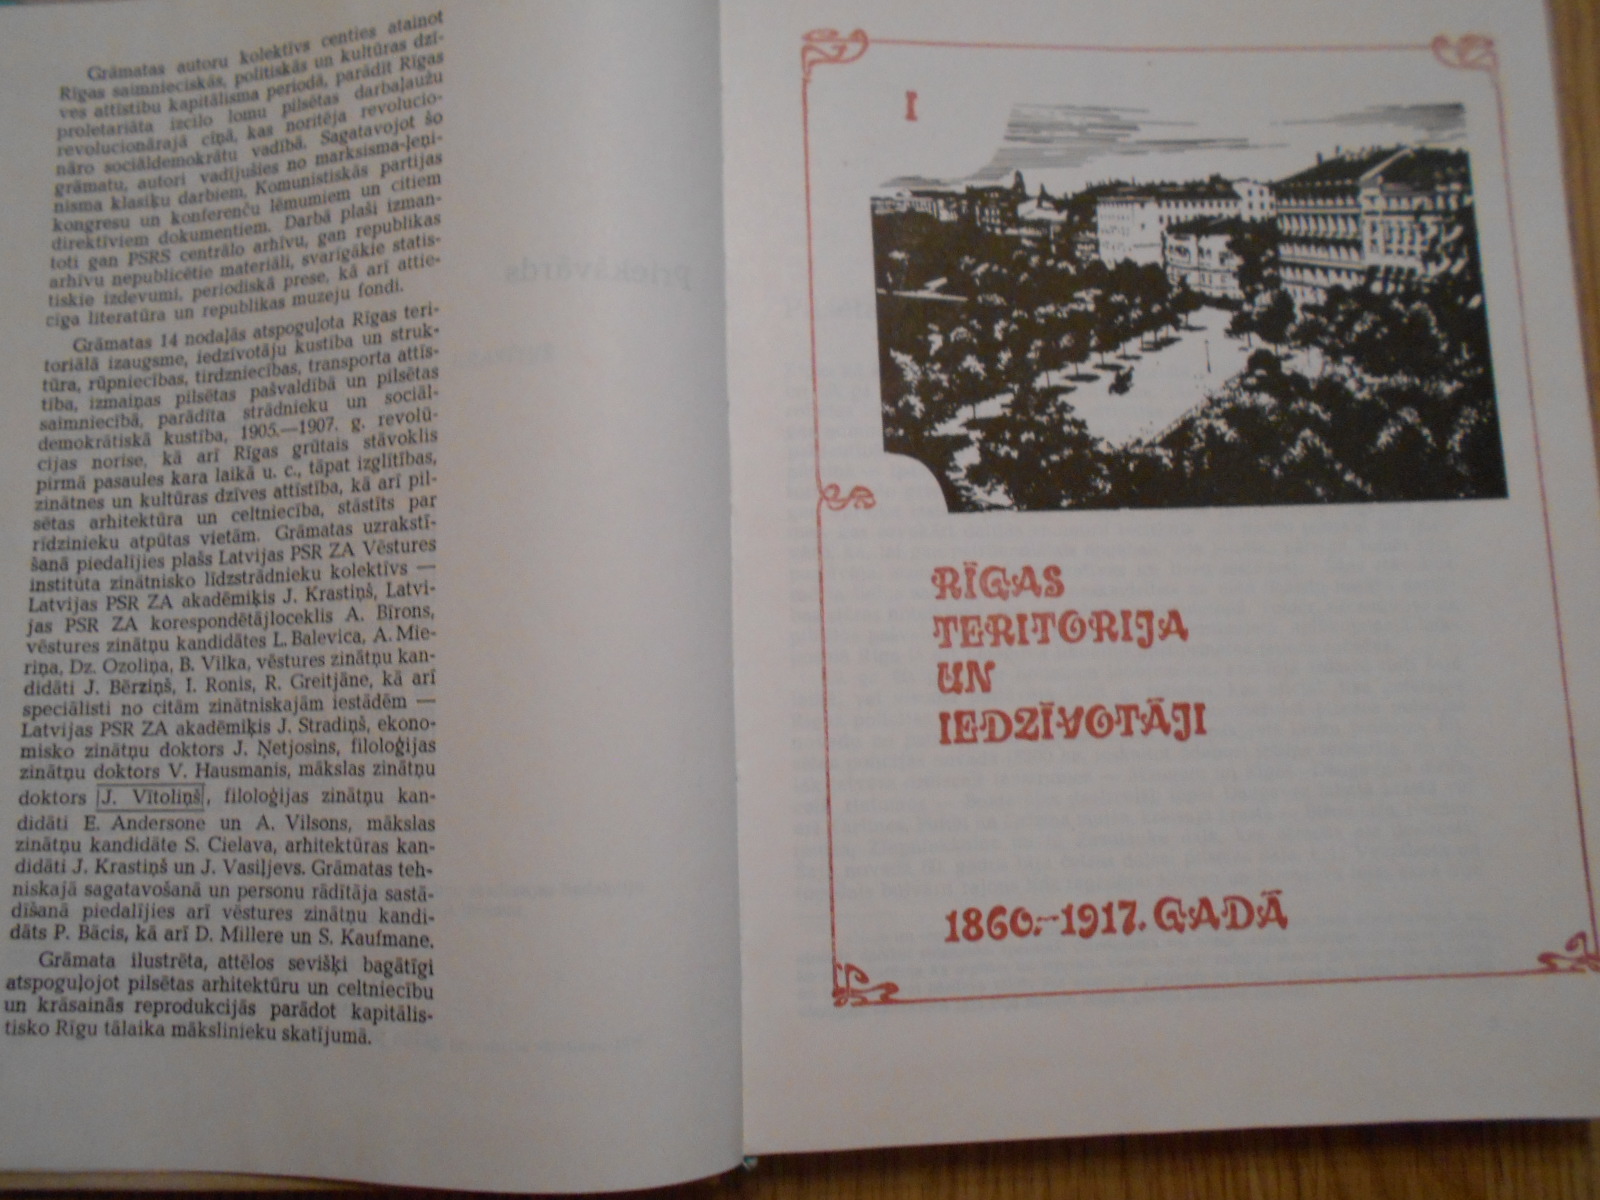 Grāmatas autoru kolektīvs centies atainot
Rīgas saimnieciskās, politiskās un kultūras dzī-
ves attīstību kapitālisma periodā, parādīt Rīgas
proletariāta izcilo lomu pilsētas darbaļaužu
revolucionārajā cīņā, kas noritēja revolucio-
nāro sociāldemokrātu vadībā. Sagatavojot šo
grāmatu, autori vadījušies no marksisma-ļeņi-
nisma klasiķu darbiem, Komunistiskās partijas
kongresu un konferenču lēmumiem un citiem
direktīviem dokumentiem. Darbā plaši izman-
toti gan PSRS centrālo arhīvu, gan republikas
arhīvu nepublicētie materiāli, svarīgākie statis-
tiskie izdevumi, periodiskā prese, kā arī attie-
cīga literatūra un republikas muzeju fondi.
Grāmatas 14 nodaļās atspoguļota Rīgas teri-
toriālā izaugsme, iedzīvotāju kustība un struk-
tūra, rūpniecības, tirdzniecības, transporta attīs-
tība, izmaiņas pilsētas pašvaldībā un pilsētas
saimniecībā, parādīta strādnieku un sociāl-
demokrātiskā kustība, 1905.—1907. g. revolū-
cijas norise, kā arī Rīgas grūtais stāvoklis
pirmā pasaules kara laikā u. c., tāpat izglītības,
zinātnes un kultūras dzīves attīstība, kā arī pil-
sētas arhitektūra un celtniecība, stāstīts par
rīdzinieku atpūtas vietām. Grāmatas uzrakstī-
šanā piedalījies plašs Latvijas PSR ZA Vēstures
institūta zinātnisko līdzstrādnieku kolektīvs —
Latvijas PSR ZA akadēmiķis J. Krastiņš, Latvi-
jas PSR ZA korespondētājloceklis A. Bīrons,
vēstures zinātņu kandidātes L. Balevica, A. Mie-
riņa, Dz. Ozoliņa, B. Vilka, vēstures zinātņu kan-
didāti J. Bērziņš, I. Ronis, R. Greitjāne, kā arī
speciālisti no citām zinātniskajām iestādēm —
Latvijas PSR ZA akadēmiķis J. Stradiņš, ekono-
misko zinātņu doktors J. Ņetjosins, filoloģijas
zinātņu doktors V. Hausmanis, mākslas zinātņu
doktors J. Vītoliņš, filoloģijas zinātņu kan-
didāti E. Andersone un A. Vilsons, mākslas
zinātņu kandidāte S. Cielava, arhitektūras kan-
didāti J. Krastiņš un J. Vasiļjevs. Grāmatas teh-
niskajā sagatavošanā un personu rādītāja sastā-
dīšanā piedalījies arī vēstures zinātņu kandi-
dāts P. Bācis, kā arī D. Millere un S. Kaufmane.
Grāmata ilustrēta, attēlos sevišķi bagātīgi
atspoguļojot pilsētas arhitektūru un celtniecību
un krāsainās reprodukcijās parādot kapitālis-
tisko Rīgu tālaika mākslinieku skatījumā.
I
RĪGAS
TERITORIJA
UN
IEDZĪVOTĀJI
1860.—1917. GADĀ